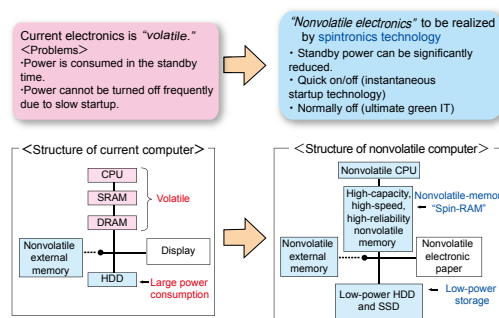 Current electronics is "volatile."
<Problems>
・Power is consumed in the standby
time.
・Power cannot be turned off frequently
due to slow startup.
"Nonvolatile electronics" to be realized
by spintronics technology
・Standby power can be significantly
reduced.
・Quick on/off (instantaneous
startup technology)
・Normally off (ultimate green IT)
<Structure of current computer>
CPU
SRAM
DRAM
Volatile
Nonvolatile
external
memory
Display
HDD
Large power
consumption
<Structure of nonvolatile computer>
Nonvolatile CPU
High-capacity,
high-speed,
high-reliability
nonvolatile
memory
Nonvolatile-memory
"Spin-RAM"
Nonvolatile
external
memory
Nonvolatile
electronic
paper
Low-power HDD
and SSD
Low-power
storage